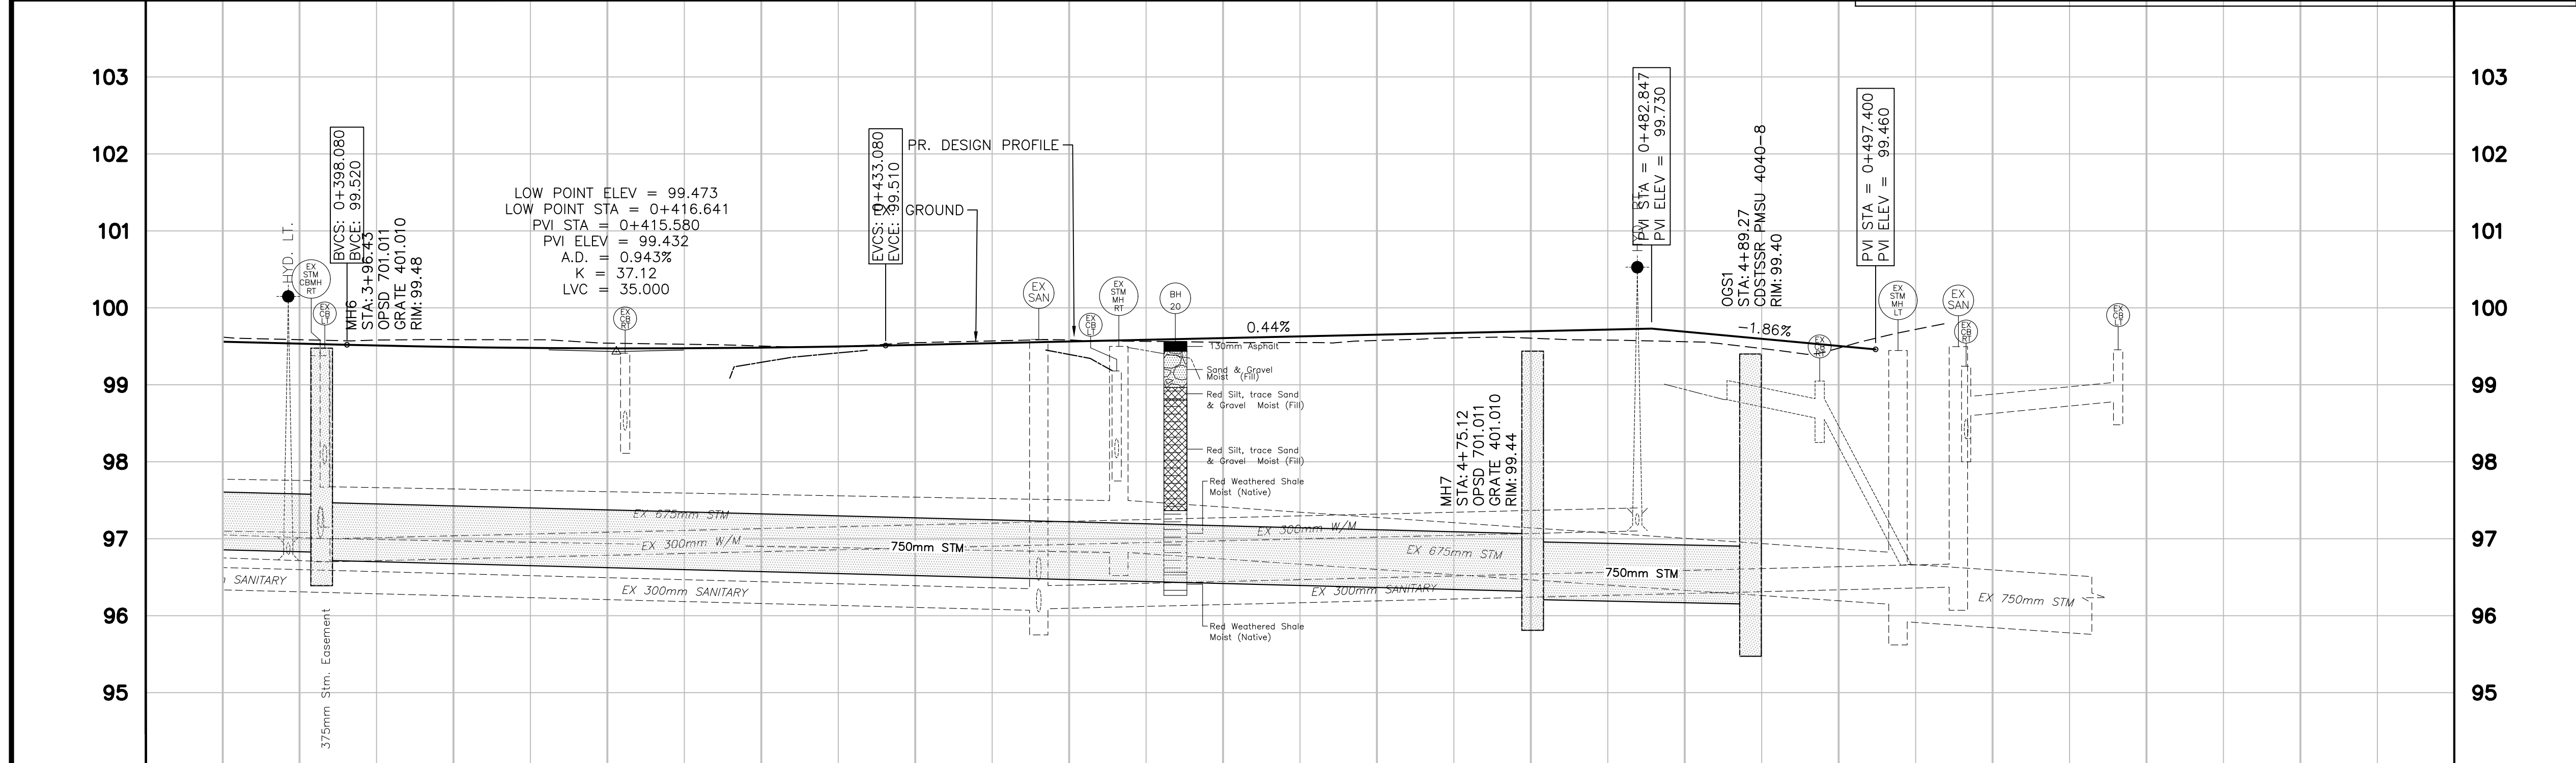 103
102
101
100
99
98
97
96
95
HYD. LT.
EX
STM
CBMH
RT
EX
CB
LT
BVCS: 0+398.080
BVCE: 99.520
MH6
STA: 3+96.43
OPSD 701.011
GRATE 401.010
RIM: 99.48
LOW POINT ELEV = 99.473
LOW POINT STA = 0+416.641
PVI STA = 0+415.580
PVI ELEV = 99.432
A.D. = 0.943%
K = 37.12
LVC = 35.000
EX
CB
RT
EVCS: 0+433.080
EVCE: 99.510
PR. DESIGN PROFILE
EX. GROUND
EX
SAN
EX
STM
MH
RT
EX
CB
LT
BH
20
0.44%
130mm Asphalt
Sand & Gravel
Moist (Fill)
Red Silt, trace Sand
& Gravel Moist (Fill)
Red Silt, trace Sand
& Gravel Moist (Fill)
Red Weathered Shale
Moist (Native)
Red Weathered Shale
Moist (Native)
MH7
STA: 4+75.12
OPSD 701.011
GRATE 401.010
RIM: 99.44
HYD. RT.
PVI STA = 0+482.847
PVI ELEV = 99.730
OGS1
STA: 4+89.27
CDSTSSR PMSU 4040-8
RIM: 99.40
-1.86%
PVI STA = 0+497.400
PVI ELEV = 99.460
EX
CB
RT
EX
STM
MH
LT
EX
SAN
EX
CB
RT
EX
CB
LT
EX 675mm STM
EX 300mm W/M
750mm STM
EX 300mm W/M
EX 675mm STM
750mm STM
SANITARY
EX 300mm SANITARY
EX 300mm SANITARY
EX 750mm STM
375mm Stm. Easement
103
102
101
100
99
98
97
96
95